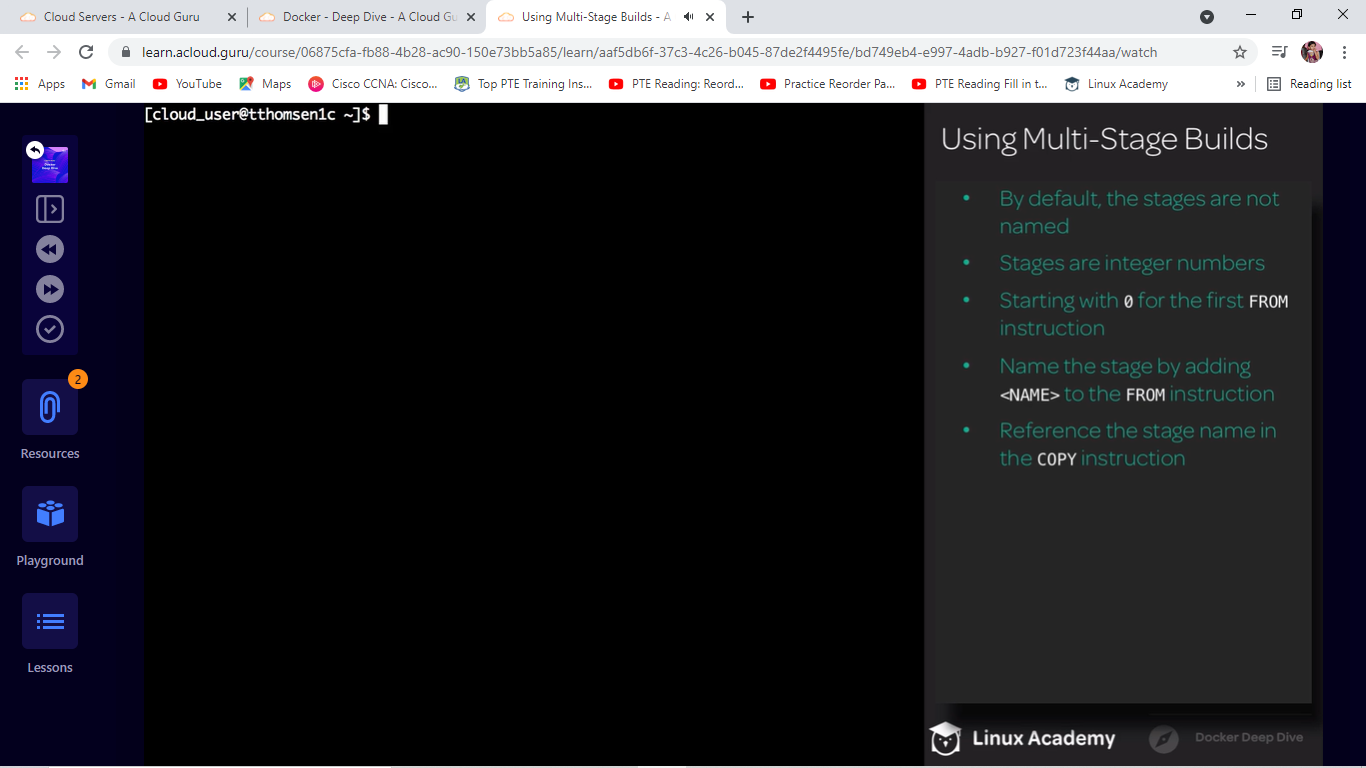 Cloud Servers - A Cloud Guru
Docker - Deep Dive - A Cloud Gu
Using Multi-Stage Builds - A
learn.acloud.guru/course/06875cfa-fb88-4b28-ac90-150e73bb5a85/learn/aaf5db6f-37c3-4c26-b045-87de2f4495fe/bd749eb4-e997-4adb-b927-f01d723f44aa/watch
Apps
Gmail
YouTube
Maps
Cisco CCNA: Cisco...
Top PTE Training Ins...
PTE Reading: Reord...
Practice Reorder Pa...
PTE Reading Fill in t...
Linux Academy
»
Reading list
[cloud_user@tthomsen1c ~]$
Docker
Deep Dive
2
Resources
Playground
Lessons
Using Multi-Stage Builds
• By default, the stages are not
named
• Stages are integer numbers
• Starting with 0 for the first FROM
instruction
• Name the stage by adding
<NAME> to the FROM instruction
• Reference the stage name in
the COPY instruction
Linux Academy
Docker Deep Dive